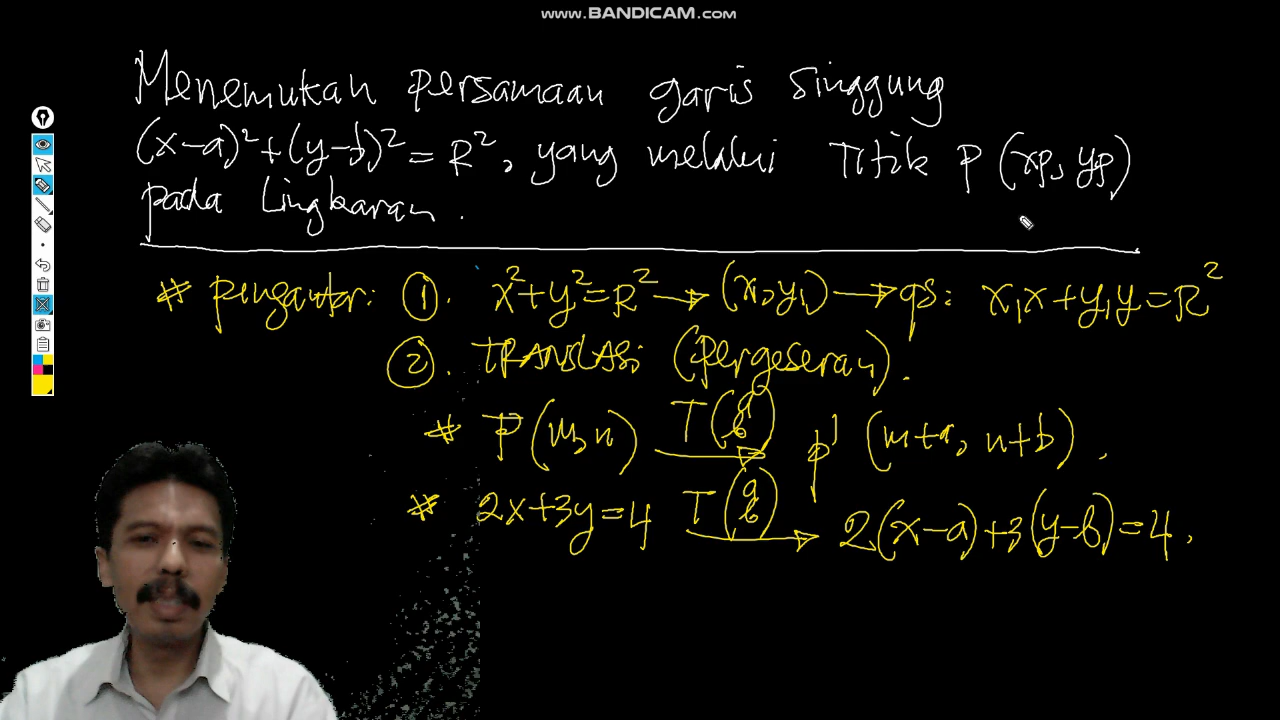 www.BANDICAM.com
Menemukan persamaan garis singgung
(x-a)²+(y-b)² = R², yang melalui Titik P (xp, yp)
pada Lingkaran.
# pengantar: ①. x²+y²=R² → (x₁,y₁) → gs: x₁x+y₁y=R²
②. TRANSLASi (pergeseran).
* P(m,n) T(a b) → p' (m+a, n+b).
* 2x+3y=4 T(a b) → 2(x-a)+3(y-b)=4.